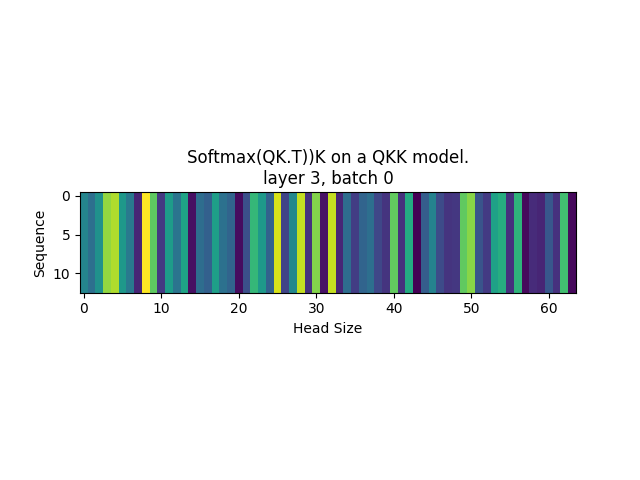 Softmax(QK.T))K on a QKK model.
layer 3, batch 0
0
5
10
Sequence
0 10 20 30 40 50 60
Head Size